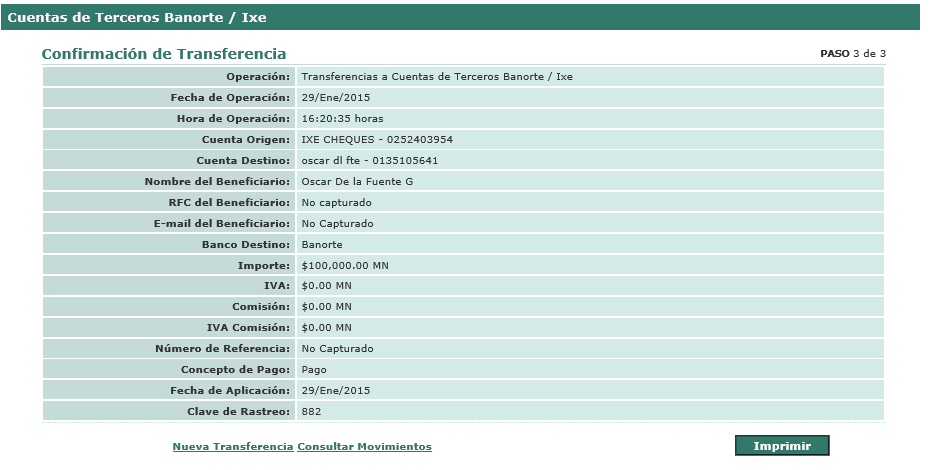 Cuentas de Terceros Banorte / Ixe
Confirmación de Transferencia PASO 3 de 3
Operación: Transferencias a Cuentas de Terceros Banorte / Ixe
Fecha de Operación: 29/Ene/2015
Hora de Operación: 16:20:35 horas
Cuenta Origen: IXE CHEQUES - 0252403954
Cuenta Destino: oscar dl fte - 0135105641
Nombre del Beneficiario: Oscar De la Fuente G
RFC del Beneficiario: No capturado
E-mail del Beneficiario: No Capturado
Banco Destino: Banorte
Importe: $100,000.00 MN
IVA: $0.00 MN
Comisión: $0.00 MN
IVA Comisión: $0.00 MN
Número de Referencia: No Capturado
Concepto de Pago: Pago
Fecha de Aplicación: 29/Ene/2015
Clave de Rastreo: 882
Nueva Transferencia Consultar Movimientos Imprimir